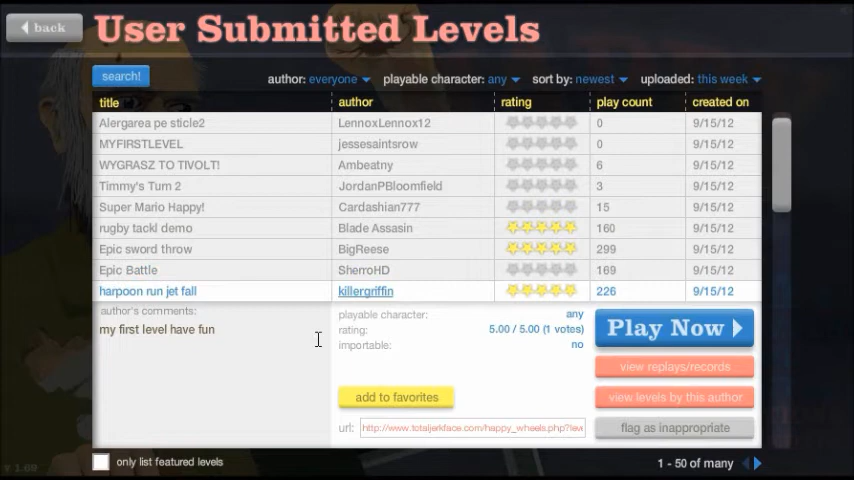 back
User Submitted Levels
search! author: everyone playable character: any sort by: newest uploaded: this week
title author rating play count created on
Alergarea pe sticle2 LennoxLennox12 0 9/15/12
MYFIRSTLEVEL jessesaintsrow 0 9/15/12
WYGRASZ TO TIVOLT! Ambeatny 6 9/15/12
Timmy's Turn 2 JordanPBloomfield 3 9/15/12
Super Mario Happy! Cardashian777 15 9/15/12
rugby tackl demo Blade Assasin 160 9/15/12
Epic sword throw BigReese 299 9/15/12
Epic Battle SherroHD 169 9/15/12
harpoon run jet fall killergriffin 226 9/15/12
author's comments:
my first level have fun
playable character: any
rating: 5.00 / 5.00 (1 votes)
importable: no
add to favorites
url: http://www.totaljerkface.com/happy_wheels.php?leve
Play Now
view replays/records
view levels by this author
flag as inappropriate
only list featured levels 1 - 50 of many
v 1.69